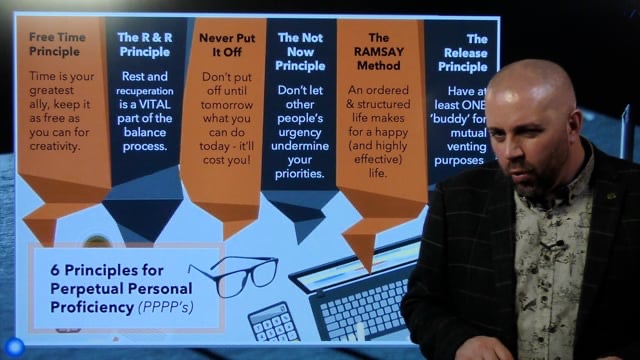 Free Time
Principle
Time is your
greatest
ally, keep it
as free as
you can for
creativity.
The R & R
Principle
Rest and
recuperation
is a VITAL
part of the
balance
process.
Never Put
It Off
Don't put
off until
tomorrow
what you
can do
today - it'll
cost you!
The Not
Now
Principle
Don't let
other
people's
urgency
undermine
your
priorities.
The
RAMSAY
Method
An ordered
& structured
life makes
for a happy
(and highly
effective)
life.
The
Release
Principle
Have at
least ONE
'buddy' for
mutual
venting
purposes.
6 Principles for
Perpetual Personal
Proficiency (PPPP's)